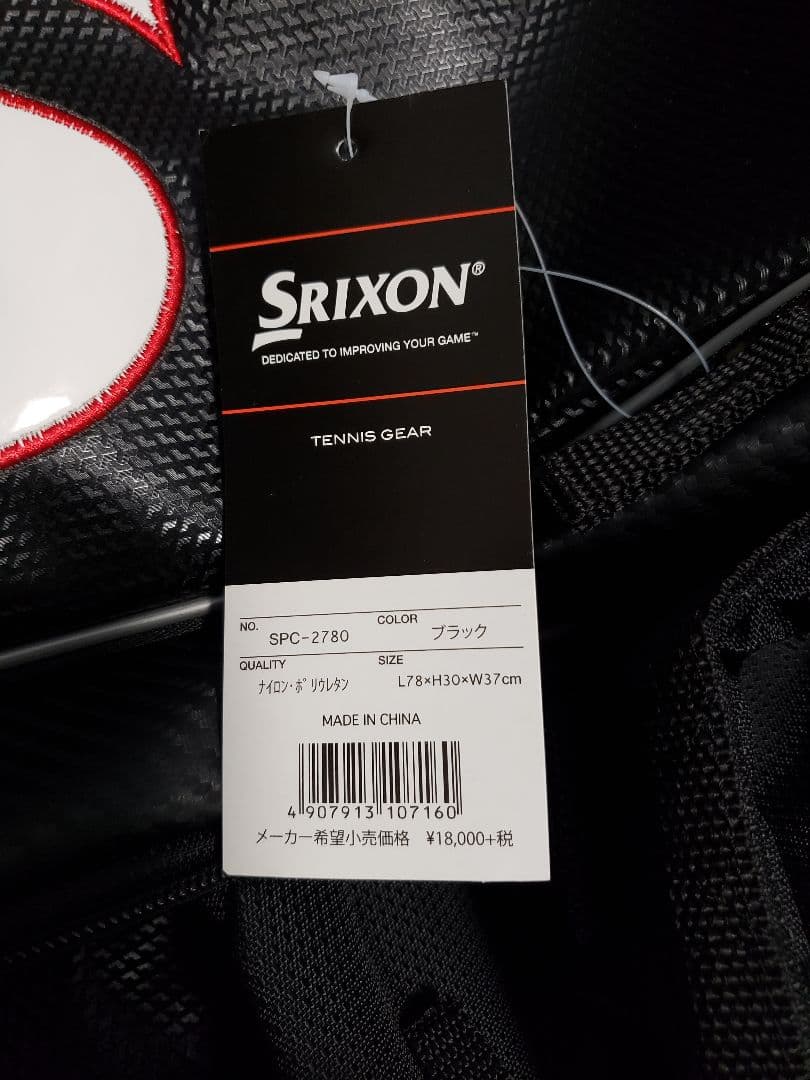 SRIXON®
DEDICATED TO IMPROVING YOUR GAME™
TENNIS GEAR
NO. SPC-2780 COLOR ブラック
QUALITY ナイロン・ポリウレタン SIZE L78×H30×W37cm
MADE IN CHINA
4 907913 107160
メーカー希望小売価格 ¥18,000+税